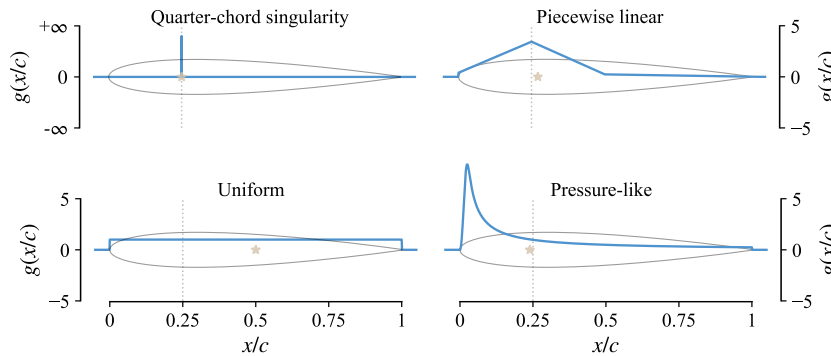 Quarter-chord singularity
Piecewise linear
+∞
0
-∞
g(x/c)
5
0
−5
g(x/c)
Uniform
Pressure-like
5
0
−5
g(x/c)
5
0
−5
g(x/c)
0 0.25 0.5 0.75 1
0 0.25 0.5 0.75 1
x/c
x/c